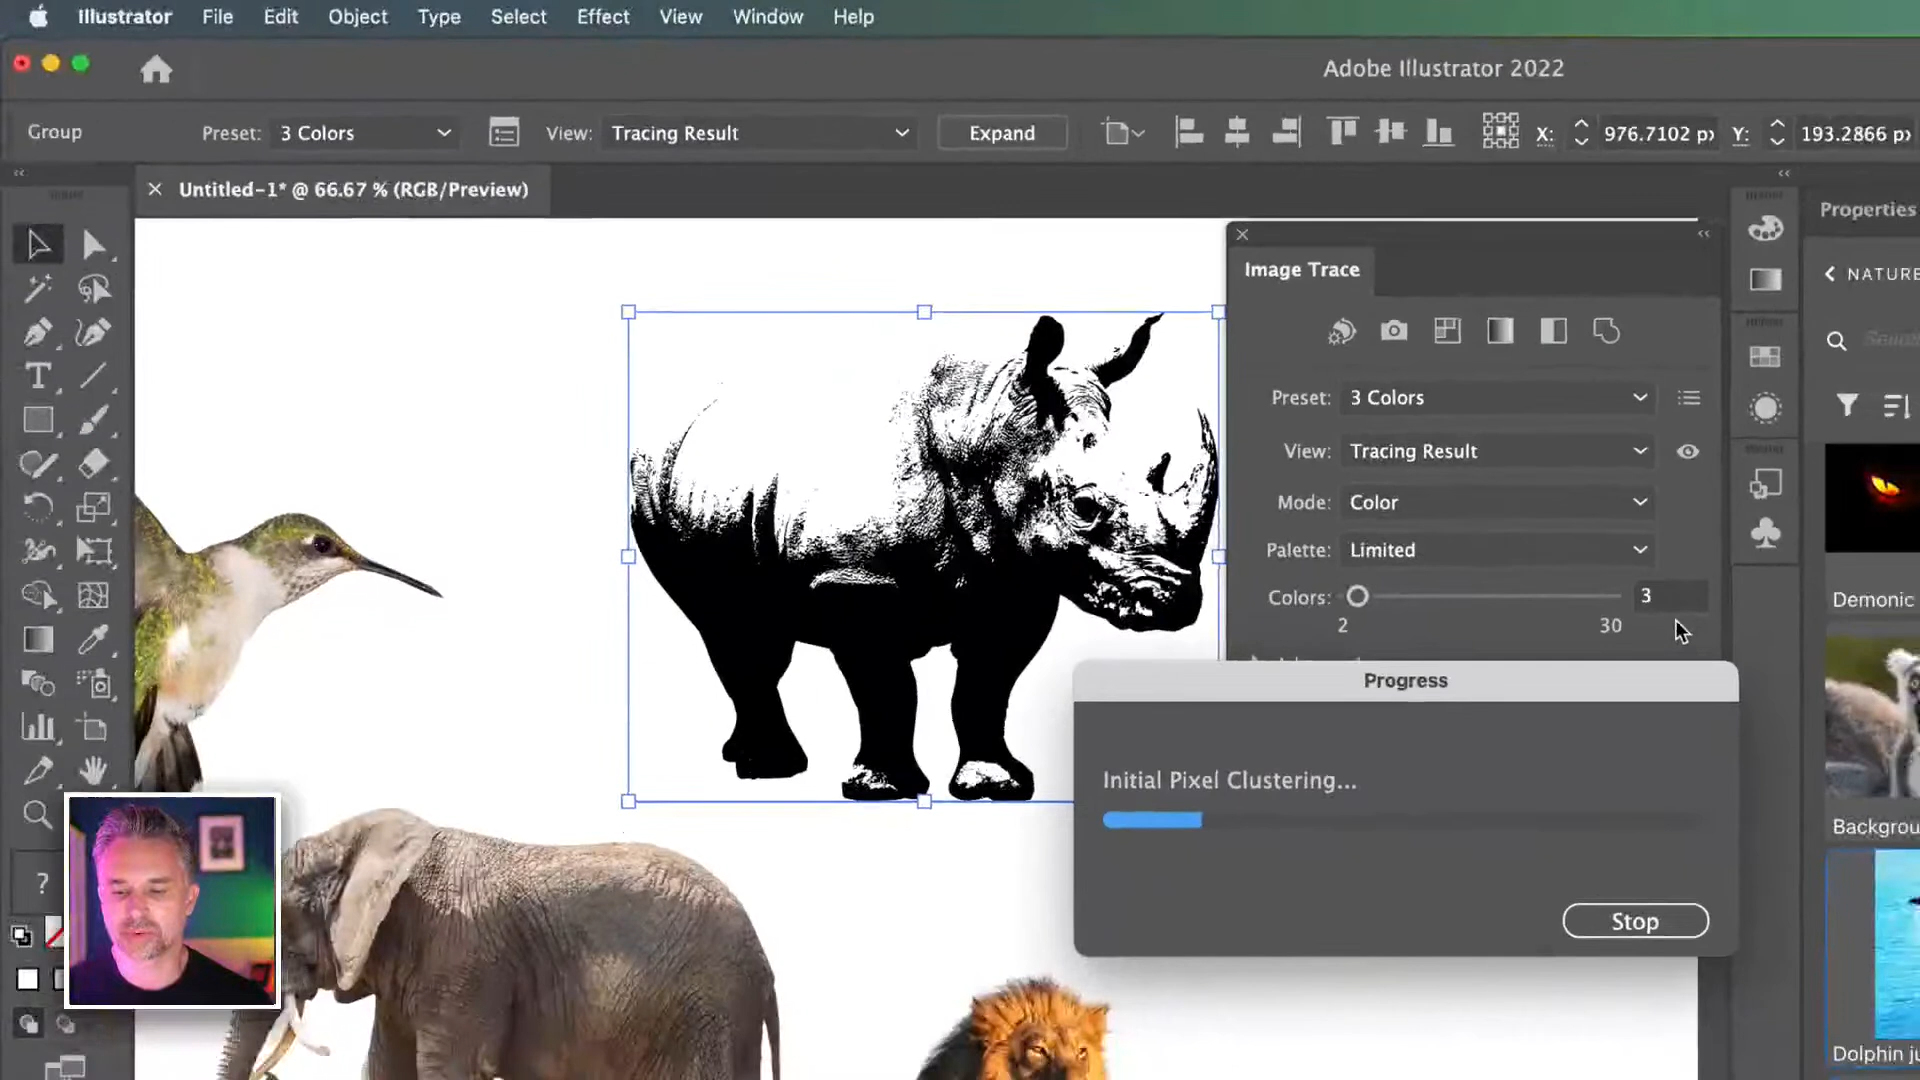 Illustrator File Edit Object Type Select Effect View Window Help
Adobe Illustrator 2022
Group Preset: 3 Colors View: Tracing Result Expand X: 976.7102 px Y: 193.2866 px
Untitled-1* @ 66.67 % (RGB/Preview)
Properties
Image Trace
NATURE
Preset: 3 Colors
View: Tracing Result
Mode: Color
Palette: Limited
Colors: 3
2 30
Demonic
Progress
Initial Pixel Clustering...
Stop
Dolphin ju